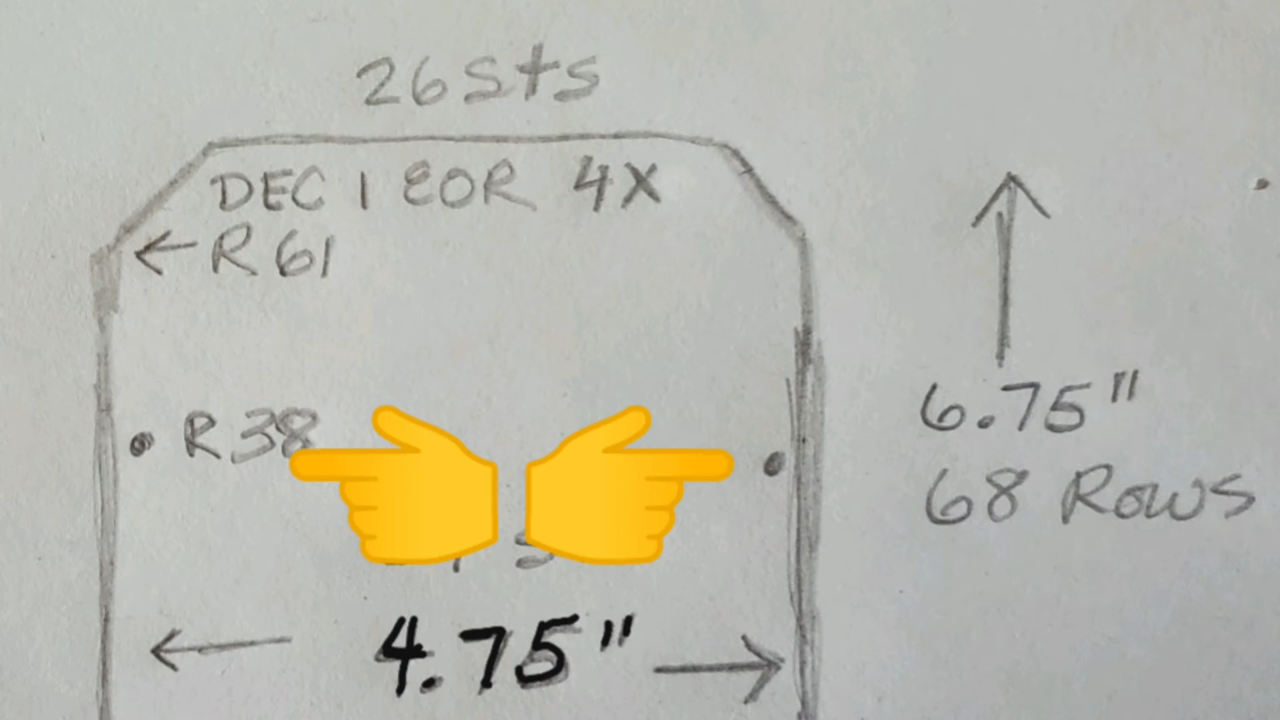 26 sts
DEC 1 EOR 4X
←R 61
• R38
6.75"
68 Rows
← 4.75" →